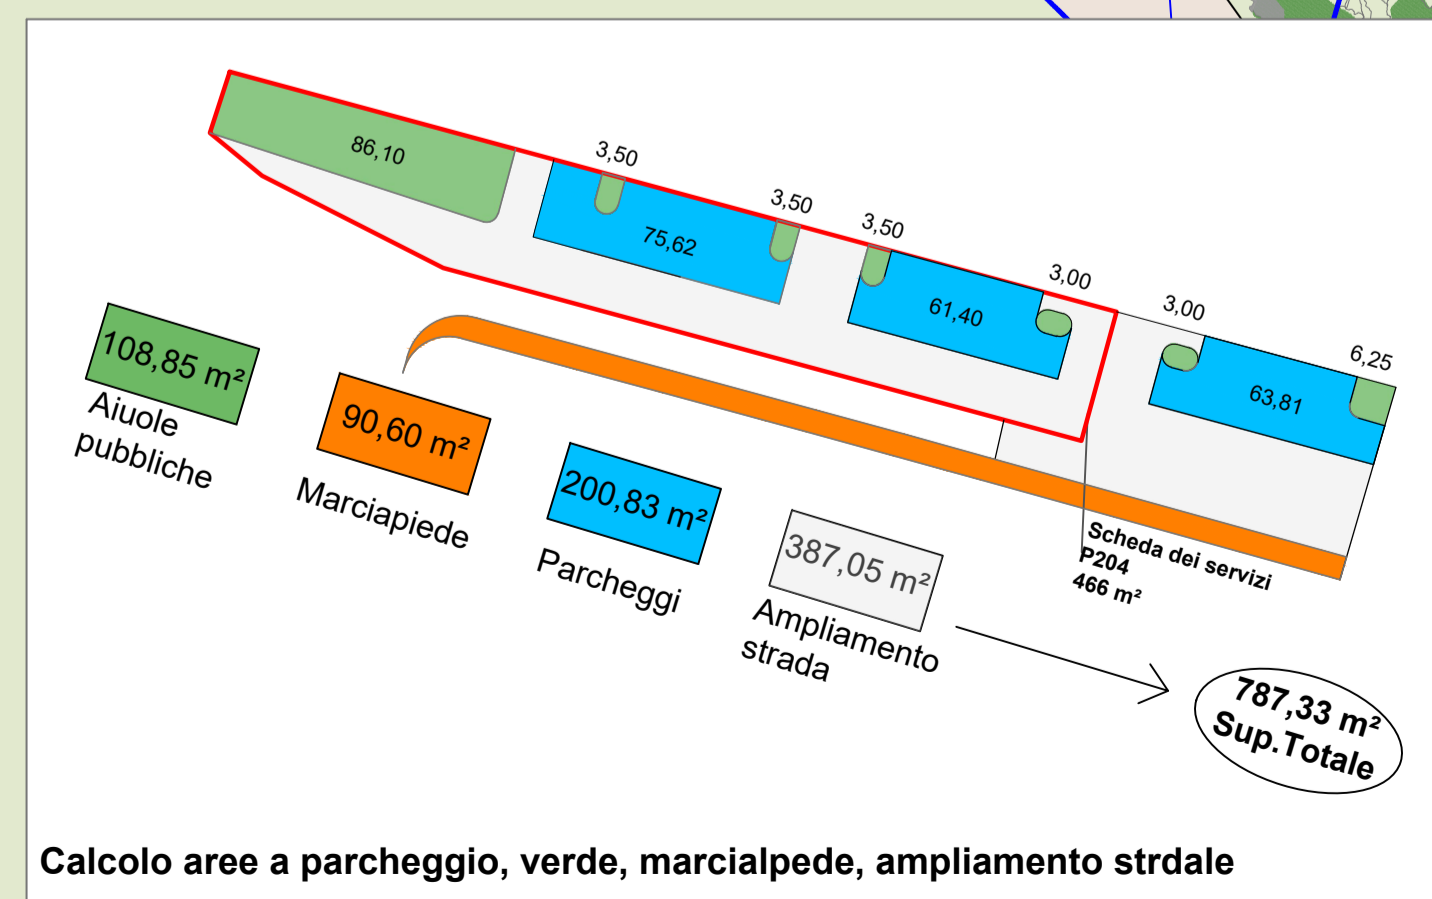 86,10
3,50
75,62
3,50
3,50
61,40
3,00
3,00
63,81
6,25
108,85 m²
Aiuole
pubbliche
90,60 m²
Marciapiede
200,83 m²
Parcheggi
387,05 m²
Ampliamento
strada
Scheda dei servizi
P204
466 m²
787,33 m²
Sup.Totale
Calcolo aree a parcheggio, verde, marcialpede, ampliamento strdale